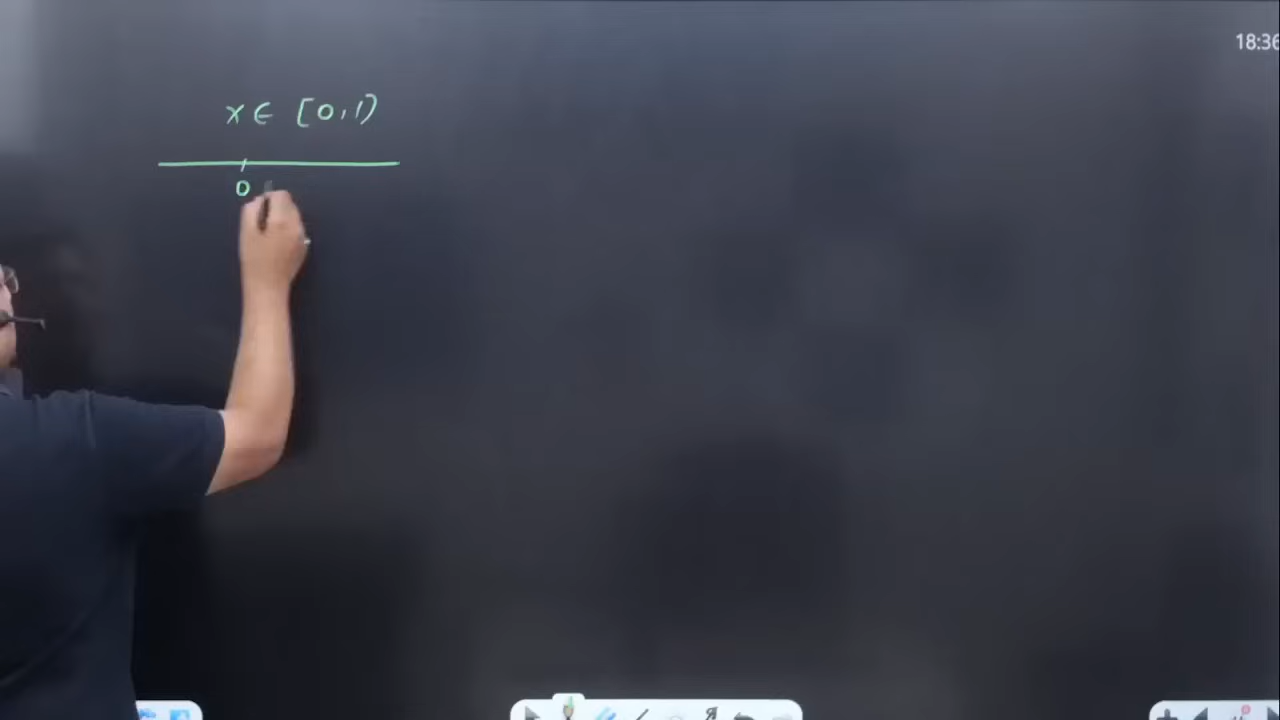 18:36
x ∈ [0,1)
0